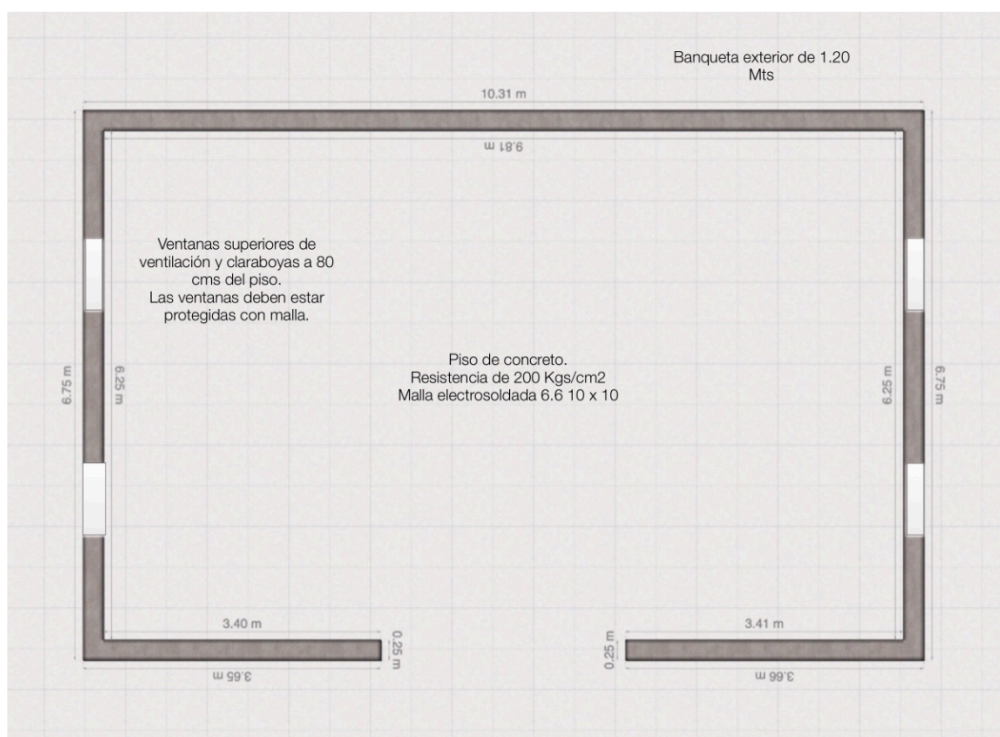 Banqueta exterior de 1.20
Mts
10.31 m
9.81 m
Ventanas superiores de
ventilación y claraboyas a 80
cms del piso.
Las ventanas deben estar
protegidas con malla.
Piso de concreto.
Resistencia de 200 Kgs/cm2
Malla electrosoldada 6.6 10 x 10
6.75 m
6.25 m
6.25 m
6.75 m
3.40 m
0.25 m
3.65 m
0.25 m
3.41 m
3.66 m